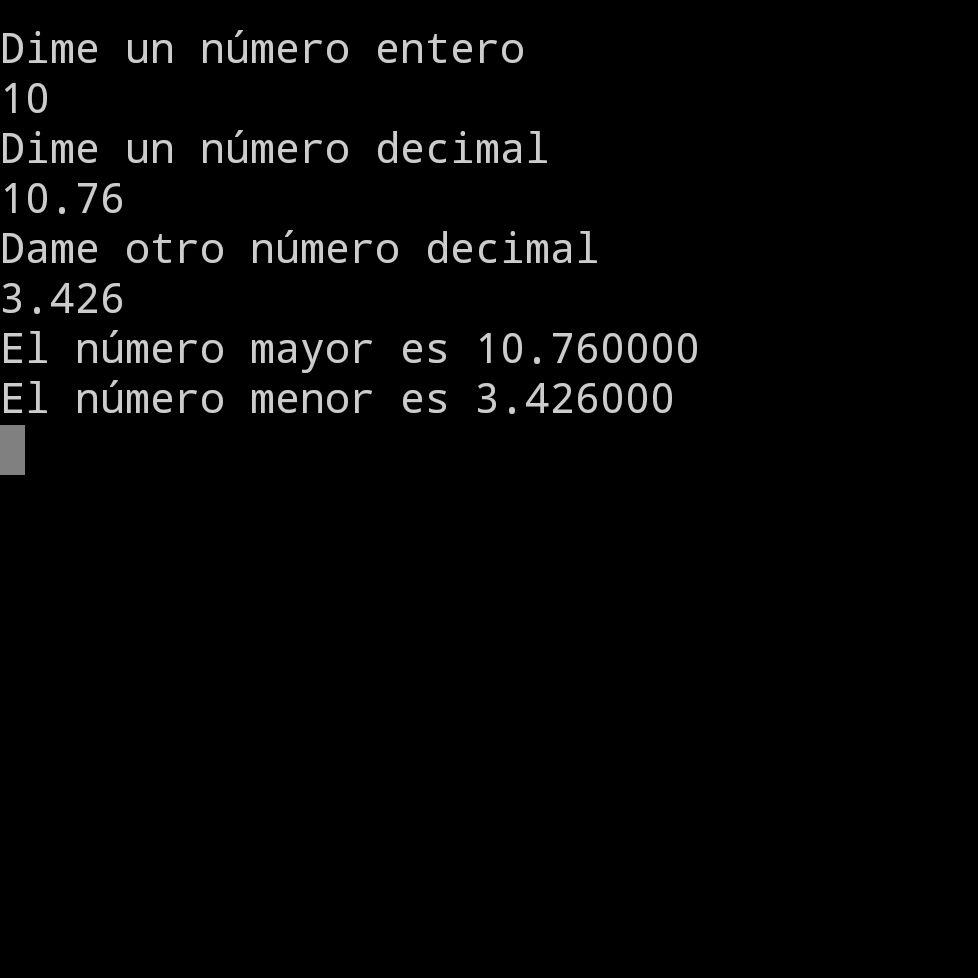 Dime un número entero
10
Dime un número decimal
10.76
Dame otro número decimal
3.426
El número mayor es 10.760000
El número menor es 3.426000